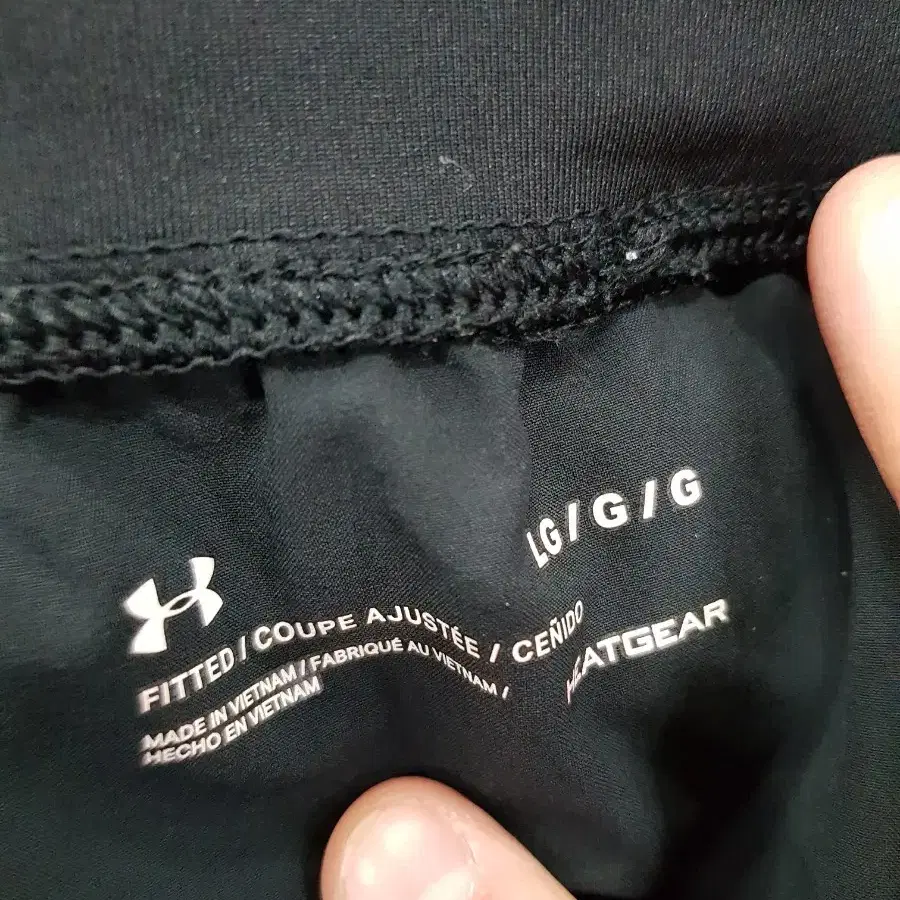 LG / G / G
FITTED / COUPE AJUSTÉE / CEÑIDO
HEATGEAR
MADE IN VIETNAM / FABRIQUÉ AU VIETNAM /
HECHO EN VIETNAM